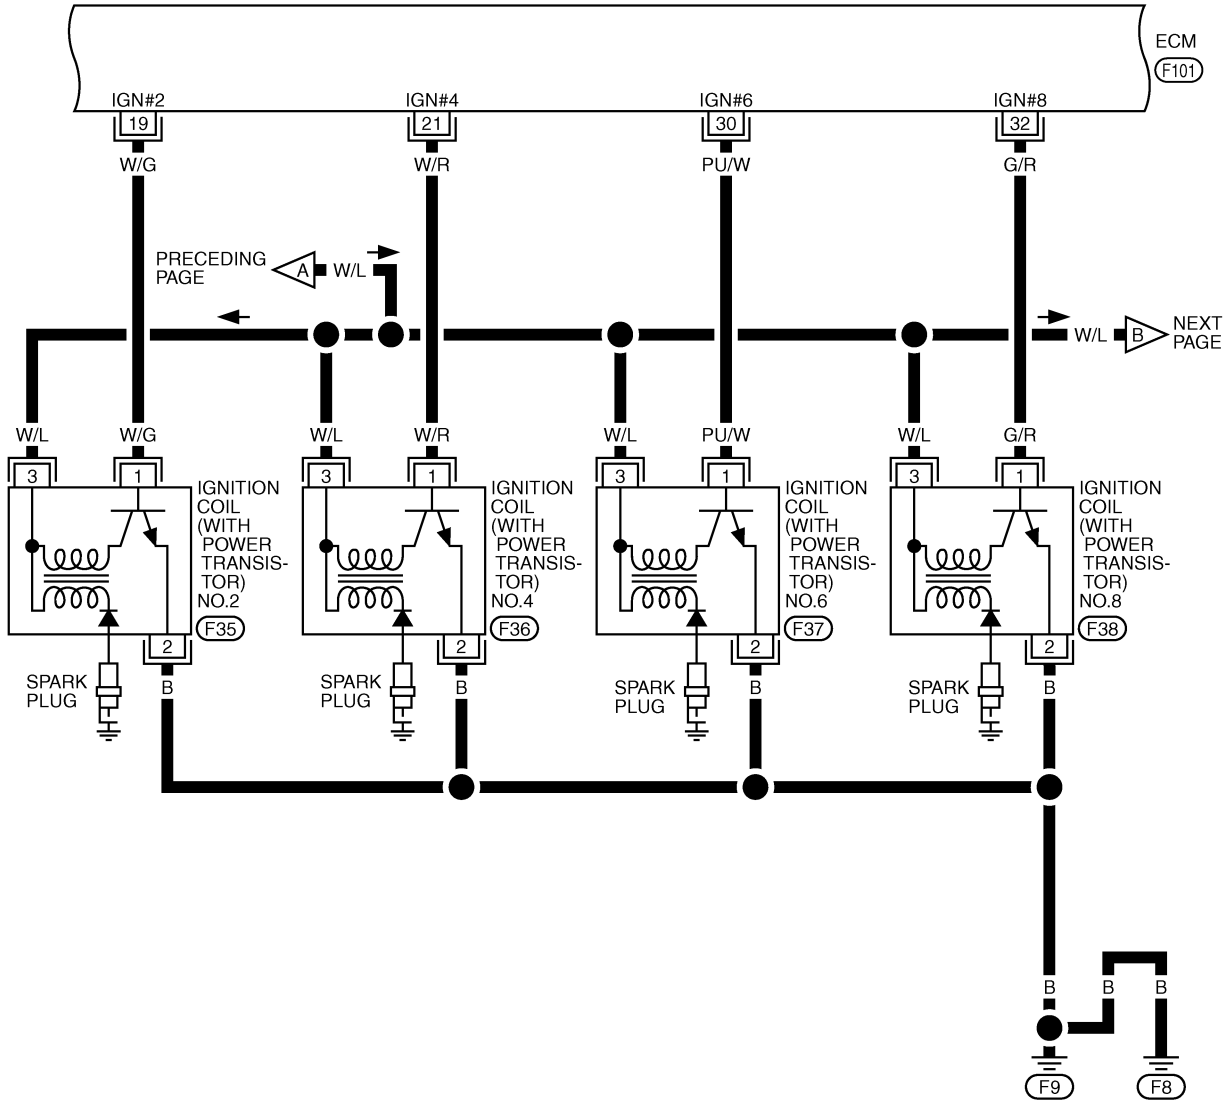 ECM
F101
IGN#2
IGN#4
IGN#6
IGN#8
19
21
30
32
W/G
W/R
PU/W
G/R
PRECEDING
PAGE
A
W/L
W/L
B
NEXT
PAGE
W/L
W/G
W/L
W/R
W/L
PU/W
W/L
G/R
3
1
3
1
3
1
3
1
IGNITION
COIL
(WITH
POWER
TRANSIS-
TOR)
NO.2
F35
IGNITION
COIL
(WITH
POWER
TRANSIS-
TOR)
NO.4
F36
IGNITION
COIL
(WITH
POWER
TRANSIS-
TOR)
NO.6
F37
IGNITION
COIL
(WITH
POWER
TRANSIS-
TOR)
NO.8
F38
2
2
2
2
SPARK
PLUG
B
SPARK
PLUG
B
SPARK
PLUG
B
SPARK
PLUG
B
B
B
B
F9
F8